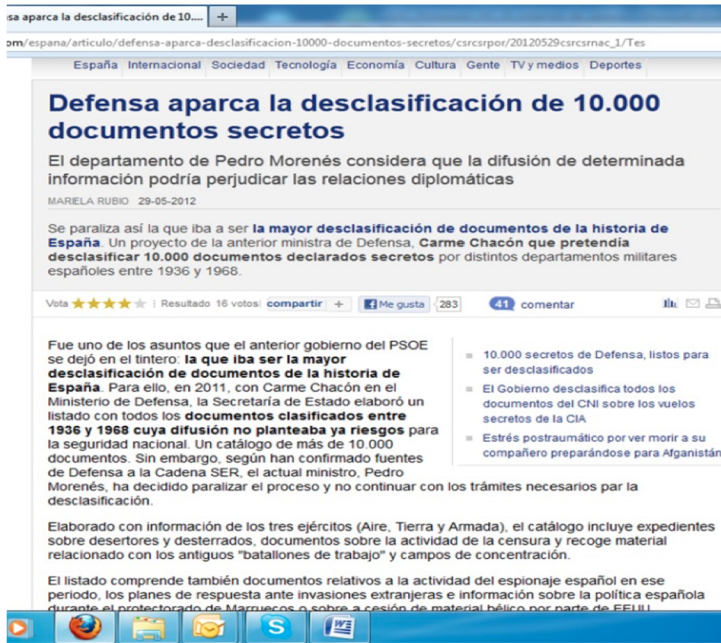 sa aparca la desclasificación de 10.... +
om/espana/articulo/defensa-aparca-desclasificacion-10000-documentos-secretos/csrcsrpor/20120529csrcsrnac_1/Tes
España Internacional Sociedad Tecnología Economía Cultura Gente TV y medios Deportes
Defensa aparca la desclasificación de 10.000
documentos secretos
El departamento de Pedro Morenés considera que la difusión de determinada
información podría perjudicar las relaciones diplomáticas
MARIELA RUBIO 29-05-2012
Se paraliza así la que iba a ser la mayor desclasificación de documentos de la historia de
España. Un proyecto de la anterior ministra de Defensa, Carme Chacón que pretendía
desclasificar 10.000 documentos declarados secretos por distintos departamentos militares
españoles entre 1936 y 1968.
Vota Resultado 16 votos: compartir + Me gusta 283 41 comentar
Fue uno de los asuntos que el anterior gobierno del PSOE
se dejó en el tintero: la que iba ser la mayor
desclasificación de documentos de la historia de
España. Para ello, en 2011, con Carme Chacón en el
Ministerio de Defensa, la Secretaría de Estado elaboró un
listado con todos los documentos clasificados entre
1936 y 1968 cuya difusión no planteaba ya riesgos para
la seguridad nacional. Un catálogo de más de 10.000
documentos. Sin embargo, según han confirmado fuentes
de Defensa a la Cadena SER, el actual ministro, Pedro
Morenés, ha decidido paralizar el proceso y no continuar con los trámites necesarios par la
desclasificación.
10.000 secretos de Defensa, listos para
ser desclasificados
El Gobierno desclasifica todos los
documentos del CNI sobre los vuelos
secretos de la CIA
Estrés postraumático por ver morir a su
compañero preparándose para Afganistán
Elaborado con información de los tres ejércitos (Aire, Tierra y Armada), el catálogo incluye expedientes
sobre desertores y desterrados, documentos sobre la actividad de la censura y recoge material
relacionado con los antiguos "batallones de trabajo" y campos de concentración.
El listado comprende también documentos relativos a la actividad del espionaje español en ese
periodo, los planes de respuesta ante invasiones extranjeras e información sobre la política española
durante el protectorado de Marruecos o sobre a cesión de material bélico por parte de EEUU